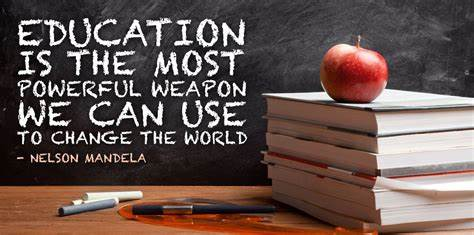 EDUCATION
IS THE MOST
POWERFUL WEAPON
WE CAN USE
TO CHANGE THE WORLD
- NELSON MANDELA